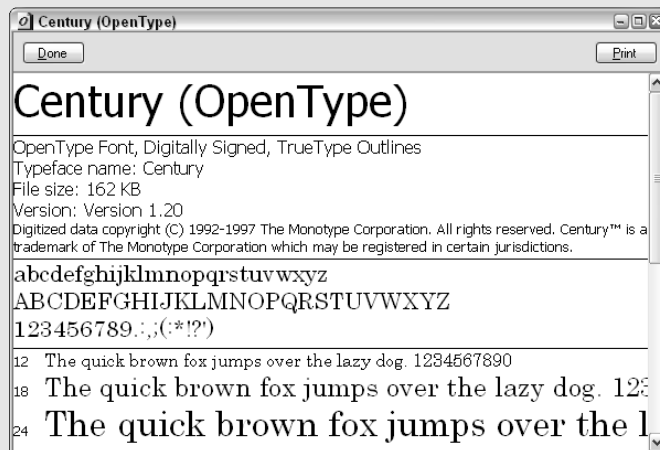 Century (OpenType)
Done
Print
Century (OpenType)
OpenType Font, Digitally Signed, TrueType Outlines
Typeface name: Century
File size: 162 KB
Version: Version 1.20
Digitized data copyright (C) 1992-1997 The Monotype Corporation. All rights reserved. Century™ is a
trademark of The Monotype Corporation which may be registered in certain jurisdictions.
abcdefghijklmnopqrstuvwxyz
ABCDEFGHIJKLMNOPQRSTUVWXYZ
123456789.:,;(:*!?')
12 The quick brown fox jumps over the lazy dog. 1234567890
18 The quick brown fox jumps over the lazy dog. 123
24 The quick brown fox jumps over the l